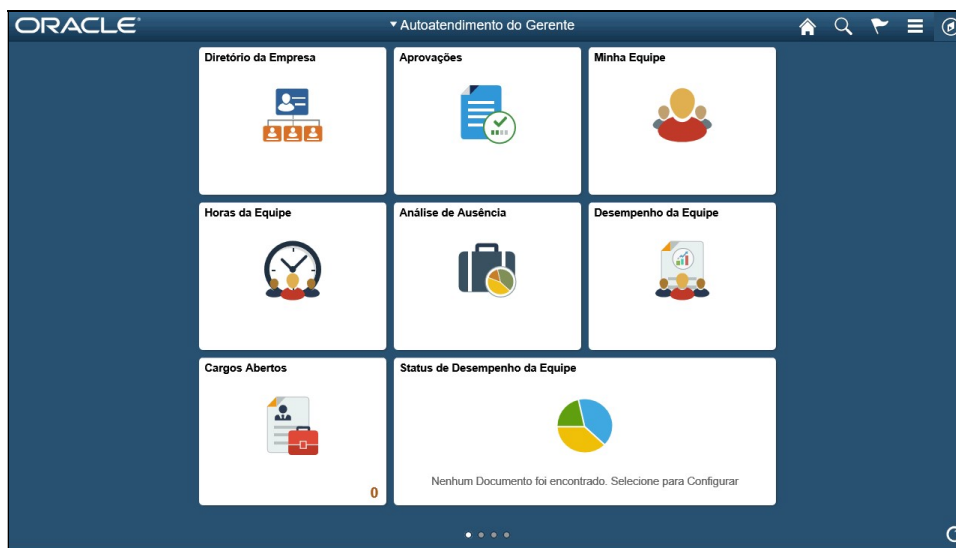 ORACLE
Autoatendimento do Gerente
Diretório da Empresa
Aprovações
Minha Equipe
Horas da Equipe
Análise de Ausência
Desempenho da Equipe
Cargos Abertos
0
Status de Desempenho da Equipe
Nenhum Documento foi encontrado. Selecione para Configurar